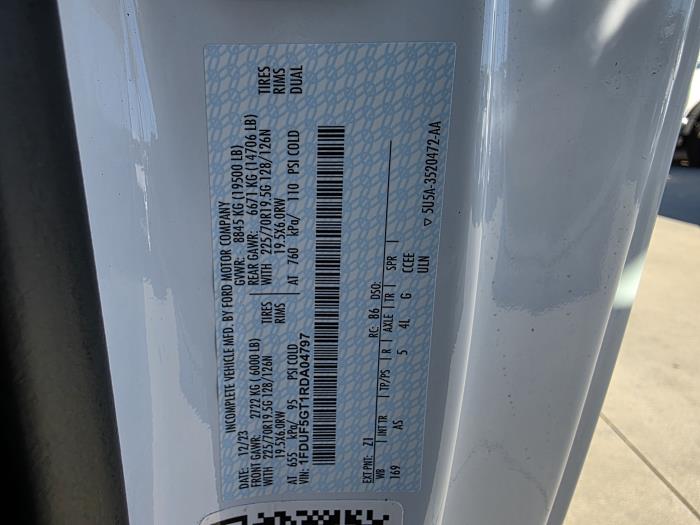 INCOMPLETE VEHICLE MFD. BY FORD MOTOR COMPANY
DATE: 12/23 GVWR: 8845 KG (19500 LB)
FRONT GAWR: 2722 KG (6000 LB) REAR GAWR: 6671 KG (14706 LB)
WITH 225/70R19.5G 128/126N TIRES WITH 225/70R19.5G 128/126N TIRES
19.5X6.0RW RIMS 19.5X6.0RW RIMS
AT 655 kPa/ 95 PSI COLD AT 760 kPa/ 110 PSI COLD DUAL
VIN: 1FDUF5GT1RDA04797
EXT PNT: Z1 RC: 86 DSO:
WB INT TR TP/PS R AXLE TR SPR
169 AS 5 4L G CCEE
ULN
▽ 5U5A-3520472-AA